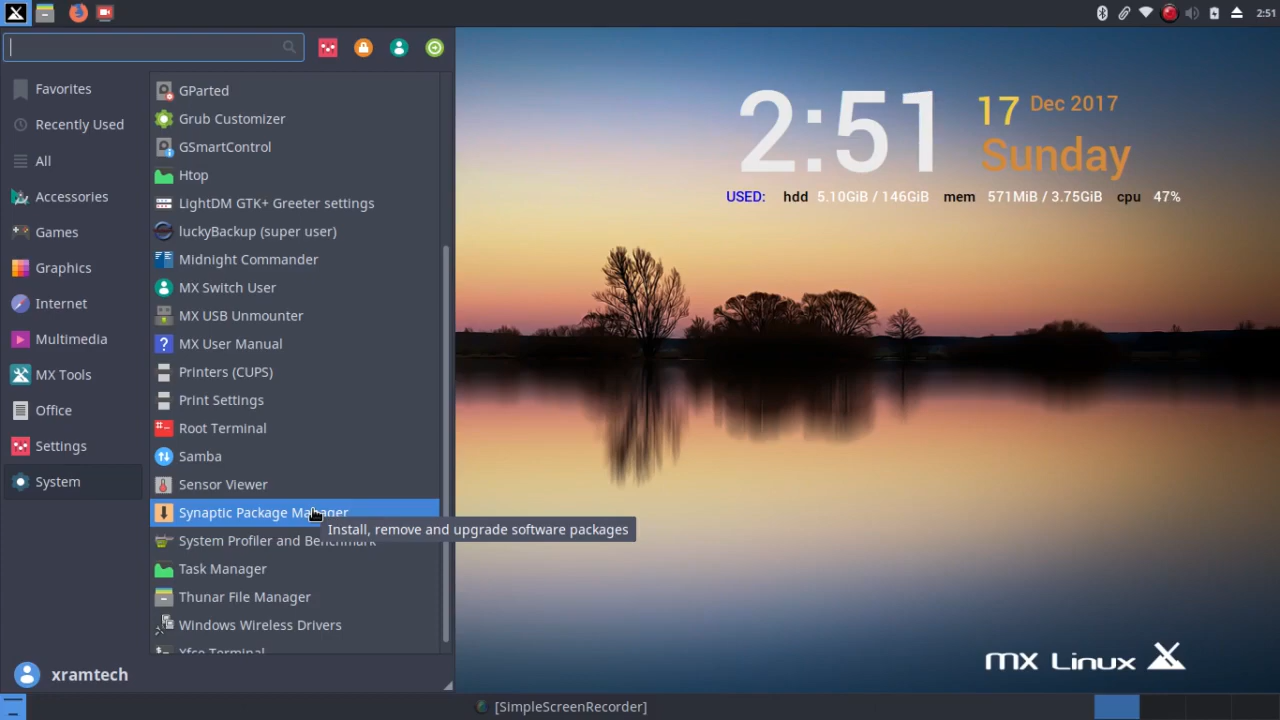 2:51
Favorites
Recently Used
All
Accessories
Games
Graphics
Internet
Multimedia
MX Tools
Office
Settings
System
GParted
Grub Customizer
GSmartControl
Htop
LightDM GTK+ Greeter settings
luckyBackup (super user)
Midnight Commander
MX Switch User
MX USB Unmounter
MX User Manual
Printers (CUPS)
Print Settings
Root Terminal
Samba
Sensor Viewer
Synaptic Package Manager
Install, remove and upgrade software packages
System Profiler and Benchmark
Task Manager
Thunar File Manager
Windows Wireless Drivers
Xfce Terminal
xramtech
2:51
17 Dec 2017
Sunday
USED: hdd 5.10GiB / 146GiB mem 571MiB / 3.75GiB cpu 47%
MX Linux
[SimpleScreenRecorder]